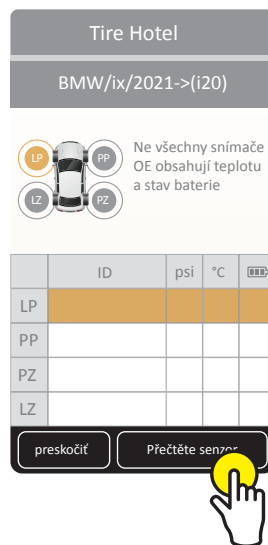 Tire Hotel
BMW/ix/2021->(i20)
LP PP
LZ PZ
Ne všechny snímače
OE obsahují teplotu
a stav baterie
ID psi °C
LP
PP
PZ
LZ
preskočiť Přečtěte senzor